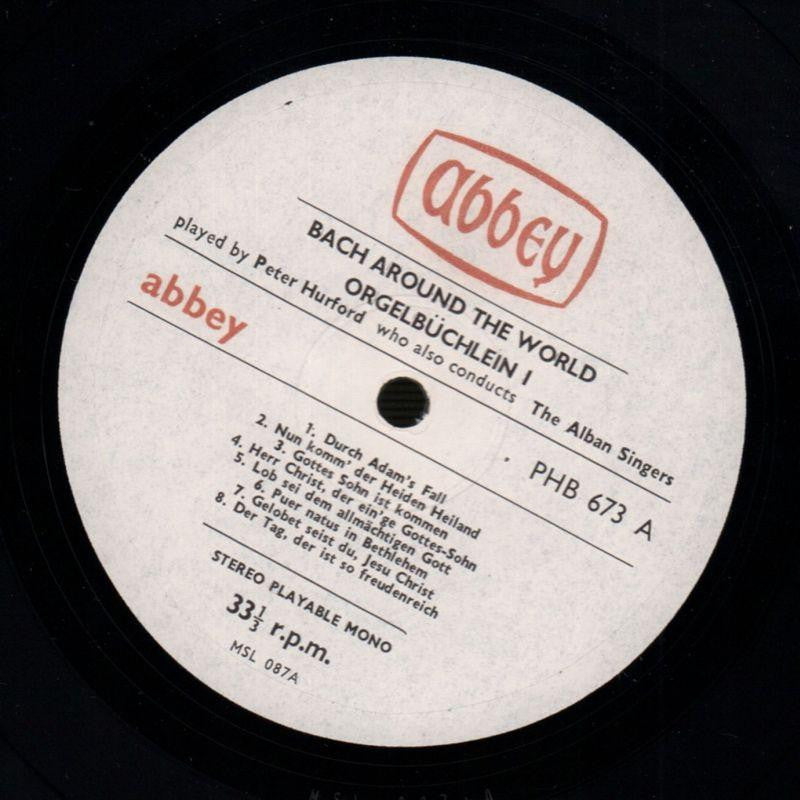 abbey
BACH AROUND THE WORLD
ORGELBÜCHLEIN I
played by Peter Hurford who also conducts The Alban Singers
abbey
PHB 673 A
1. Durch Adam's Fall
2. Nun komm' der Heiden Heiland
3. Gottes Sohn ist kommen
4. Herr Christ, der ein'ge Gottes-Sohn
5. Lob sei dem allmächtigen Gott
6. Puer natus in Bethlehem
7. Gelobet seist du, Jesu Christ
8. Der Tag, der ist so freudenreich
STEREO PLAYABLE MONO
33⅓ r.p.m.
MSL 087A